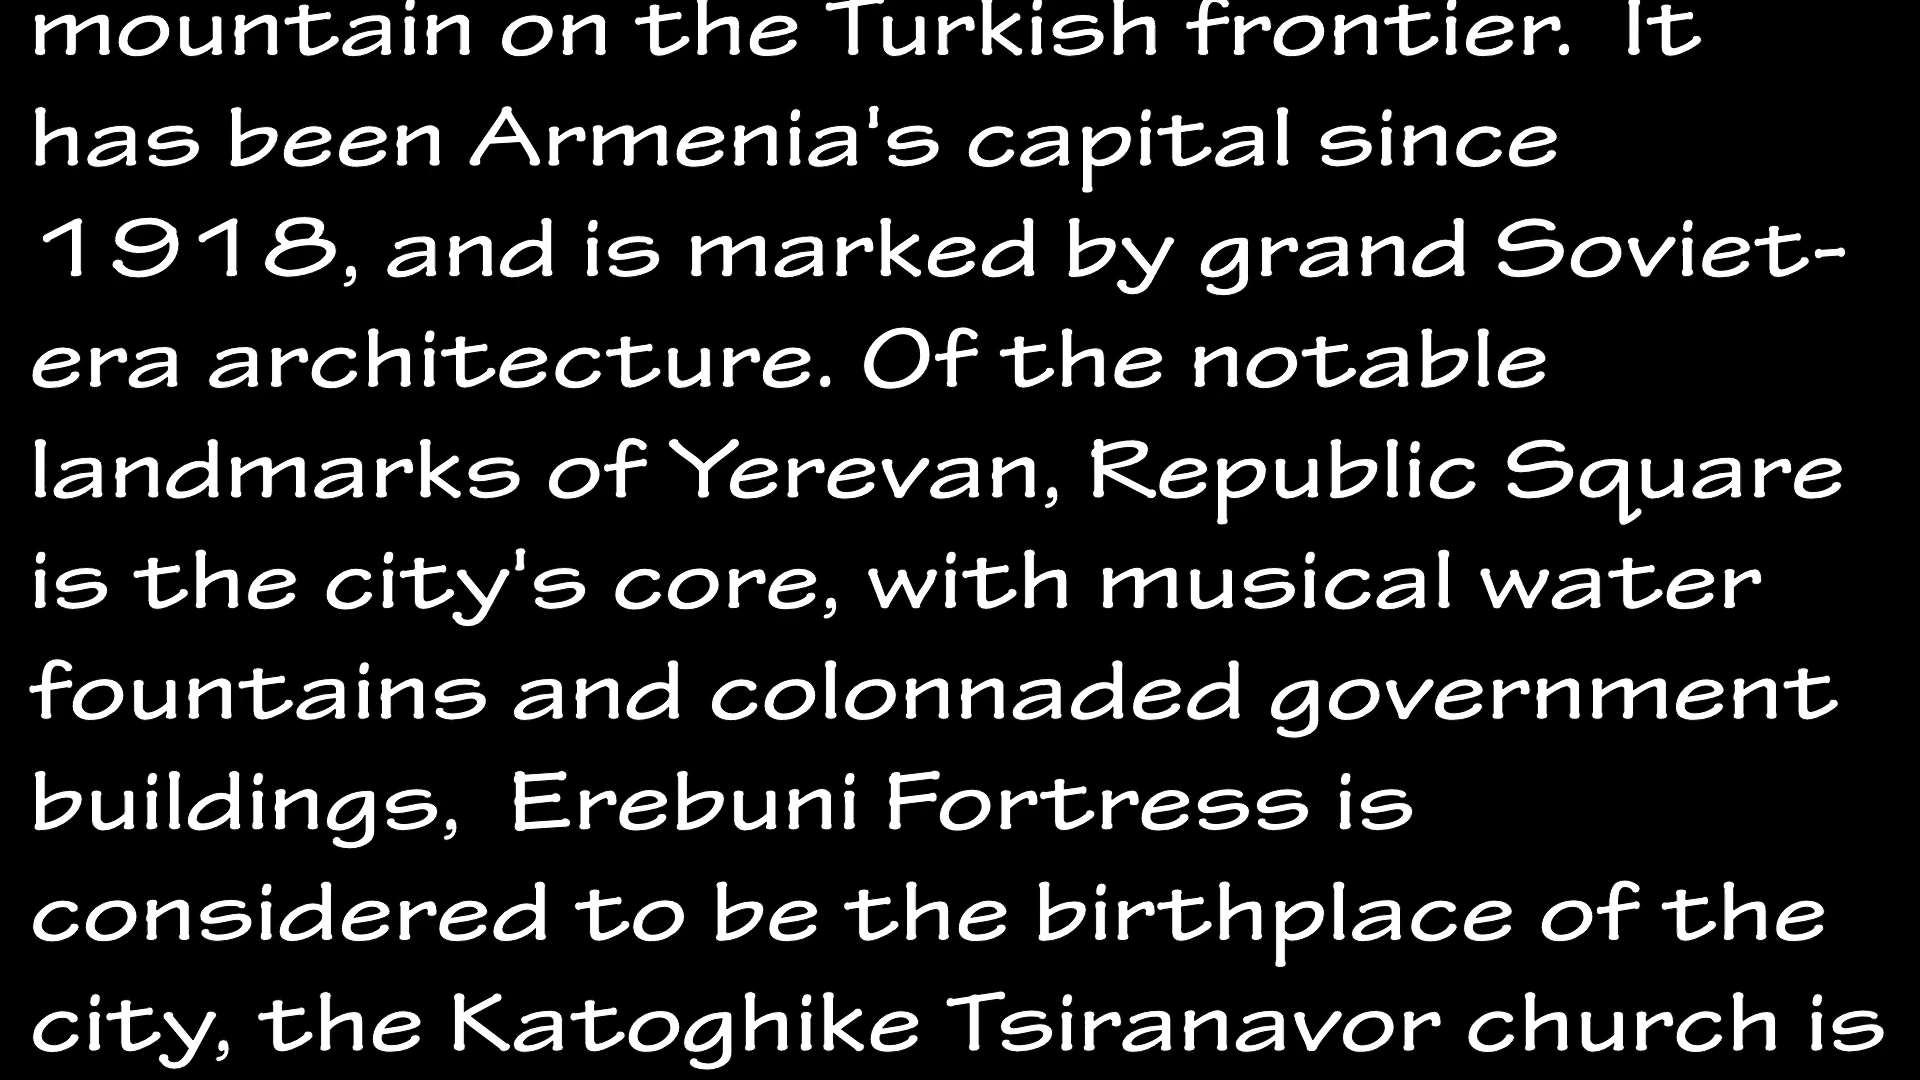 mountain on the Turkish frontier.  It
has been Armenia's capital since
1918, and is marked by grand Soviet-
era architecture. Of the notable
landmarks of Yerevan, Republic Square
is the city's core, with musical water
fountains and colonnaded government
buildings,  Erebuni Fortress is
considered to be the birthplace of the
city, the Katoghike Tsiranavor church is